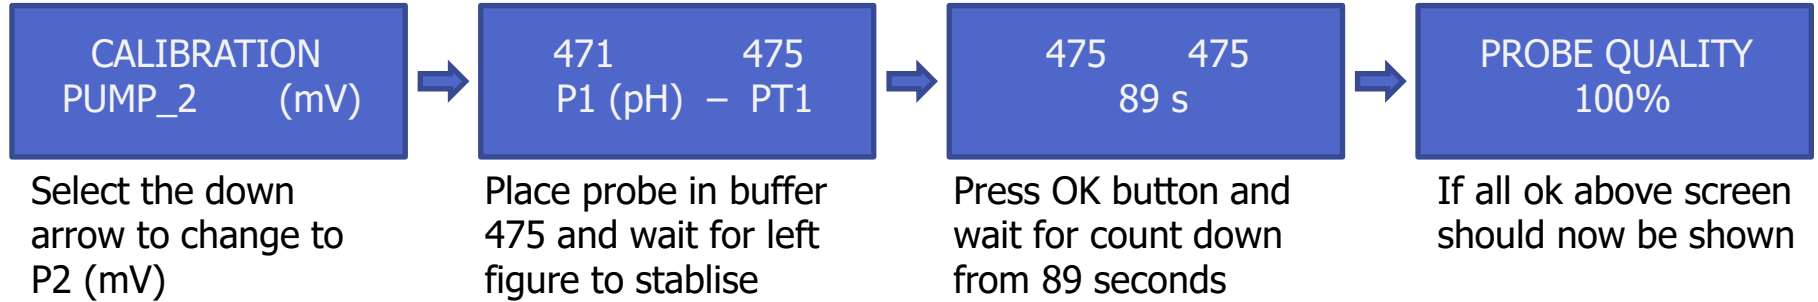 CALIBRATION
PUMP_2 (mV)
Select the down
arrow to change to
P2 (mV)
471 475
P1 (pH) – PT1
Place probe in buffer
475 and wait for left
figure to stablise
475 475
89 s
Press OK button and
wait for count down
from 89 seconds
PROBE QUALITY
100%
If all ok above screen
should now be shown